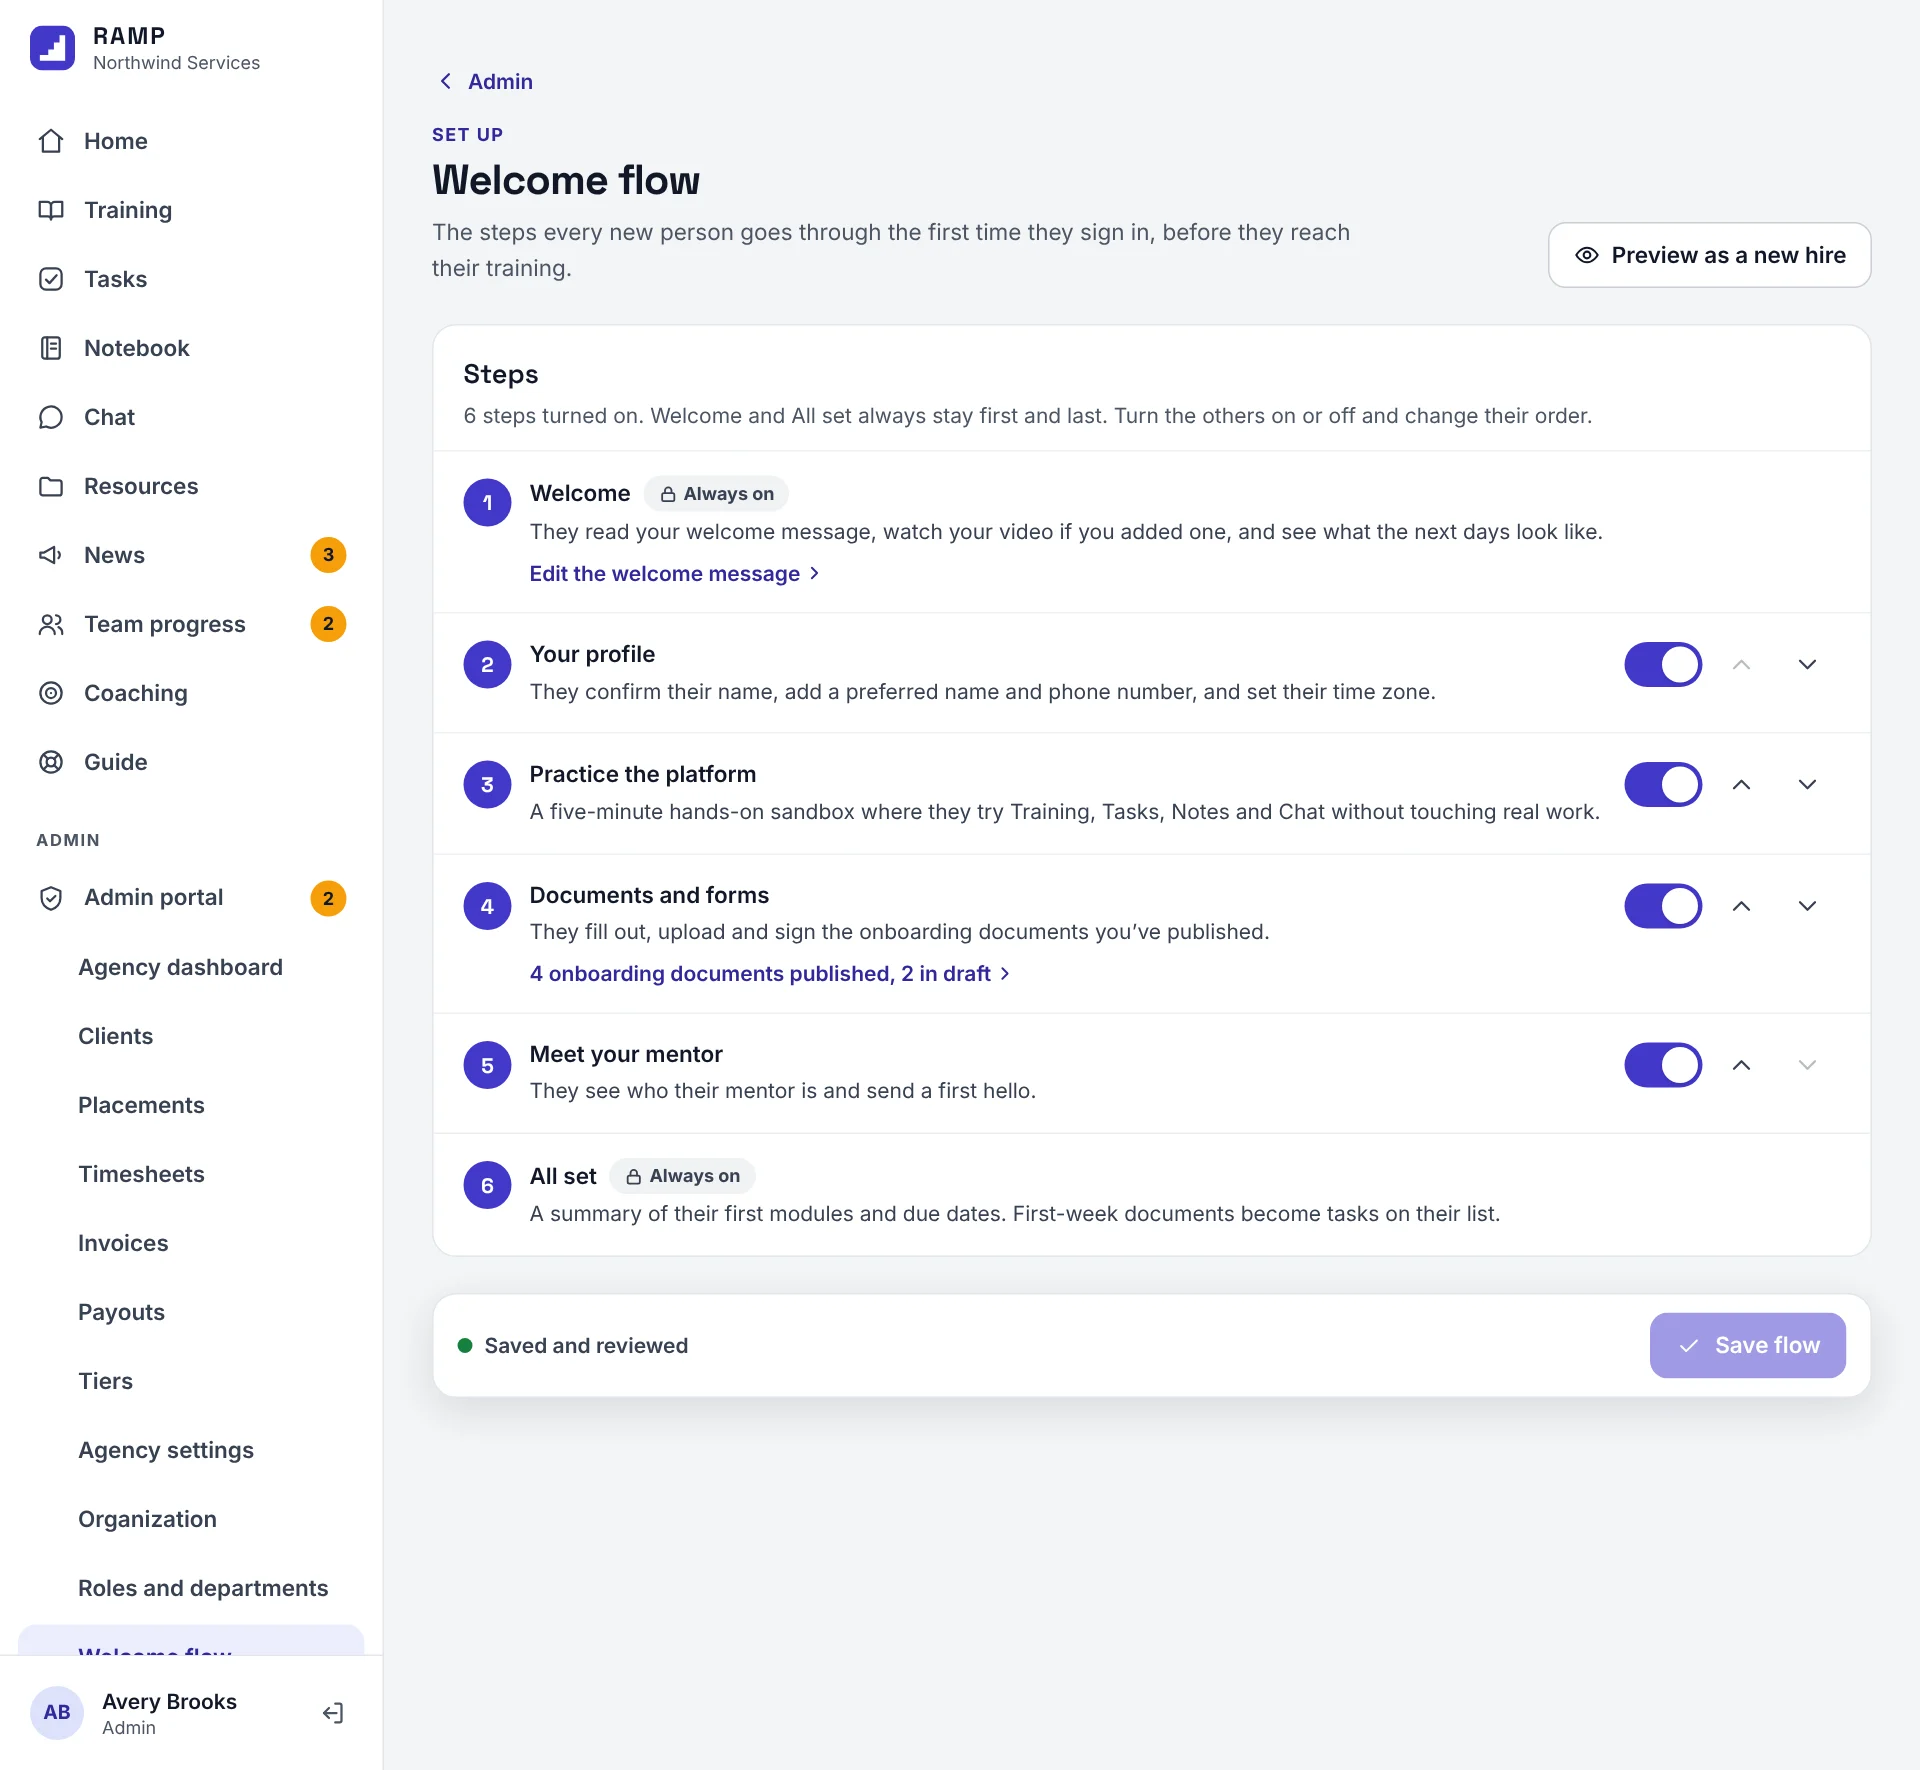 RAMP
Northwind Services
Home
Training
Tasks
Notebook
Chat
Resources
News
3
Team progress
2
Coaching
Guide
ADMIN
Admin portal
2
Agency dashboard
Clients
Placements
Timesheets
Invoices
Payouts
Tiers
Agency settings
Organization
Roles and departments
Welcome flow
AB
Avery Brooks
Admin
Admin
SET UP
Welcome flow
The steps every new person goes through the first time they sign in, before they reach
their training.
Preview as a new hire
Steps
6 steps turned on. Welcome and All set always stay first and last. Turn the others on or off and change their order.
1
Welcome
Always on
They read your welcome message, watch your video if you added one, and see what the next days look like.
Edit the welcome message
2
Your profile
They confirm their name, add a preferred name and phone number, and set their time zone.
3
Practice the platform
A five-minute hands-on sandbox where they try Training, Tasks, Notes and Chat without touching real work.
4
Documents and forms
They fill out, upload and sign the onboarding documents you’ve published.
4 onboarding documents published, 2 in draft
5
Meet your mentor
They see who their mentor is and send a first hello.
6
All set
Always on
A summary of their first modules and due dates. First-week documents become tasks on their list.
Saved and reviewed
Save flow